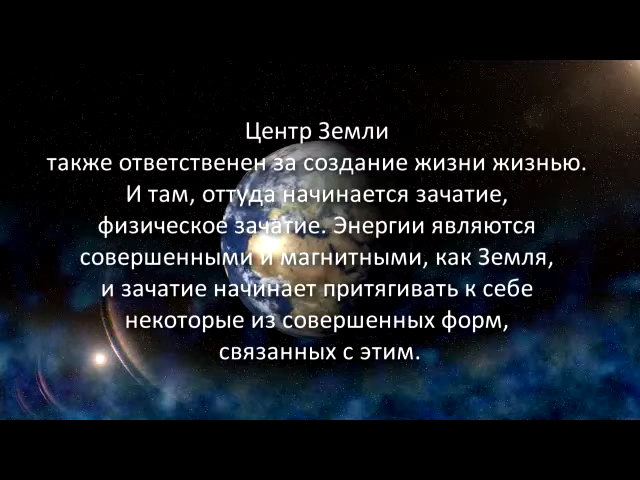 Центр Земли
также ответственен за создание жизни жизнью.
И там, оттуда начинается зачатие,
физическое зачатие. Энергии являются
совершенными и магнитными, как Земля,
и зачатие начинает притягивать к себе
некоторые из совершенных форм,
связанных с этим.